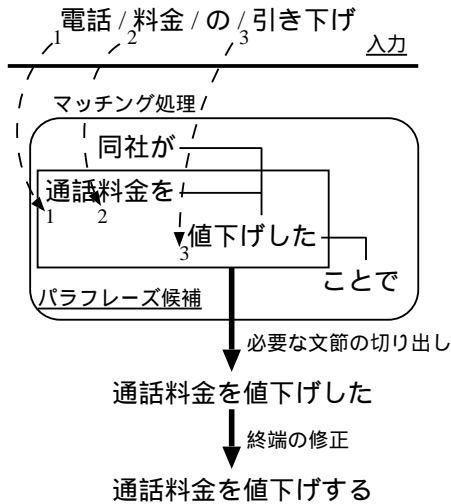 電話 / 料金 / の / 引き下げ
1 2 3
入力
マッチング処理
同社が
通話料金を
1 2
値下げした
3
ことで
パラフレーズ候補
必要な文節の切り出し
通話料金を値下げした
終端の修正
通話料金を値下げする